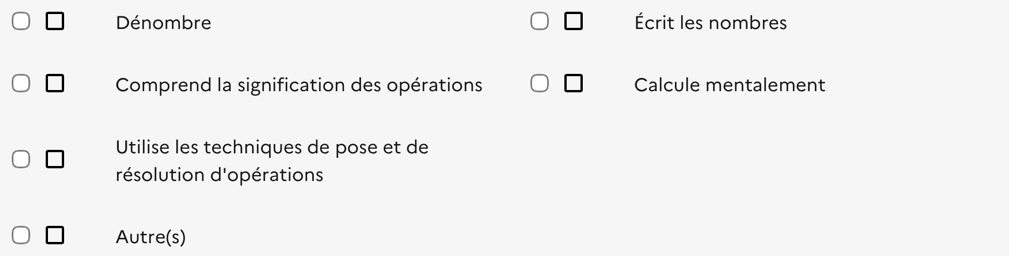 Dénombre
Écrit les nombres
Comprend la signification des opérations
Calcule mentalement
Utilise les techniques de pose et de
résolution d'opérations
Autre(s)